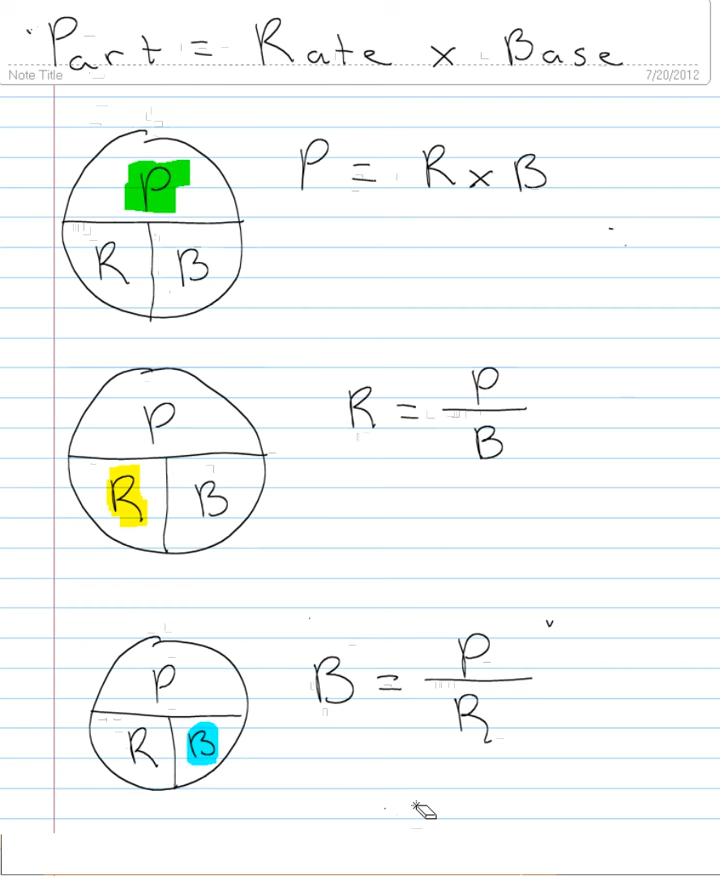 Part = Rate x Base
Note Title
7/20/2012
P
P = R x B
R B
P
R = P
B
R B
P
B = P
R
R B